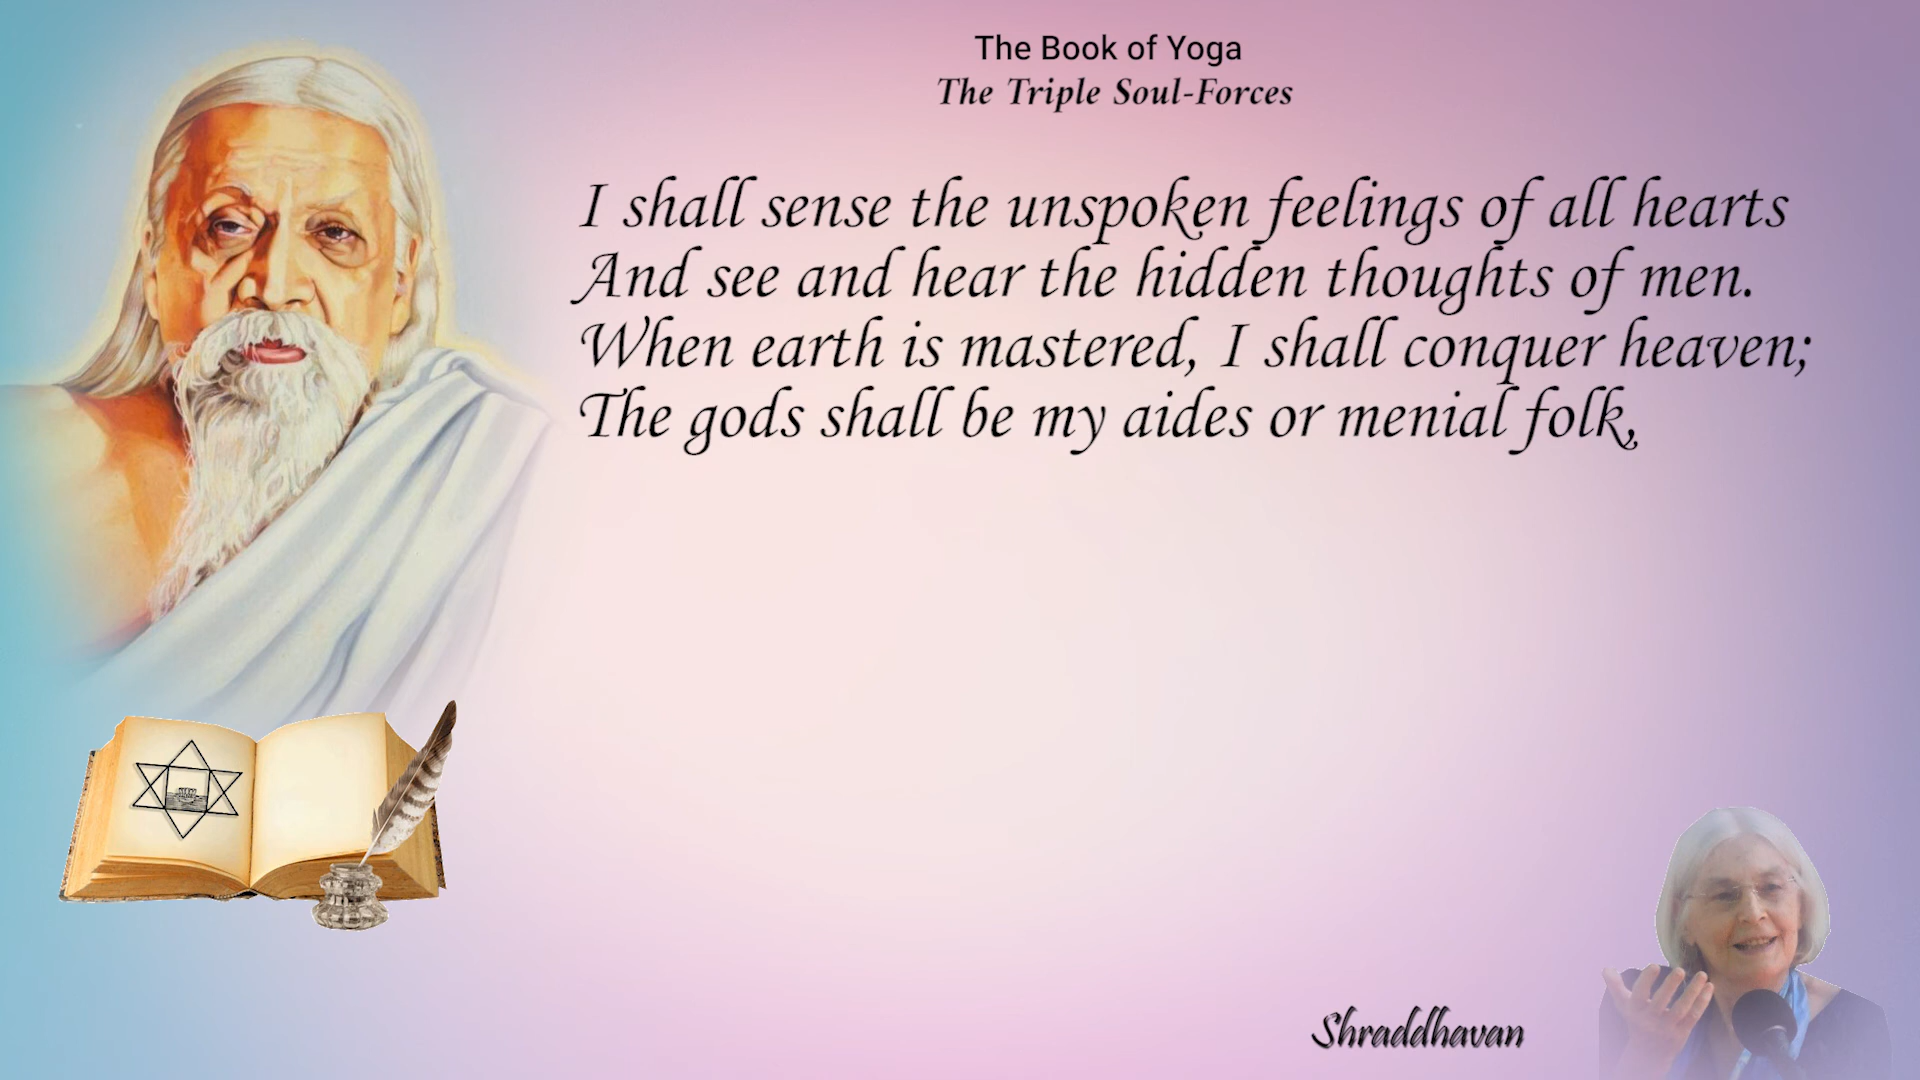 The Book of Yoga
The Triple Soul-Forces
I shall sense the unspoken feelings of all hearts
And see and hear the hidden thoughts of men.
When earth is mastered, I shall conquer heaven;
The gods shall be my aides or menial folk,
Shraddhavan